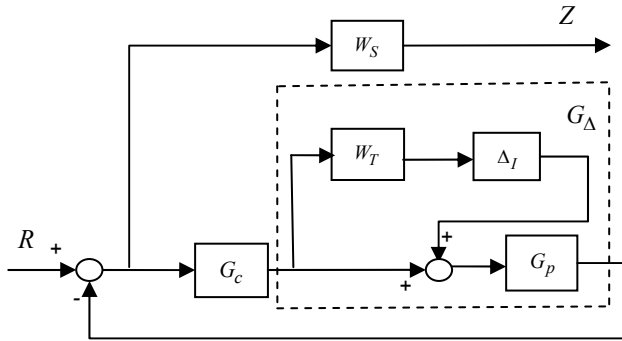 W_S
Z
G_Δ
W_T
Δ_I
+
R
+
G_c
+
G_p
-